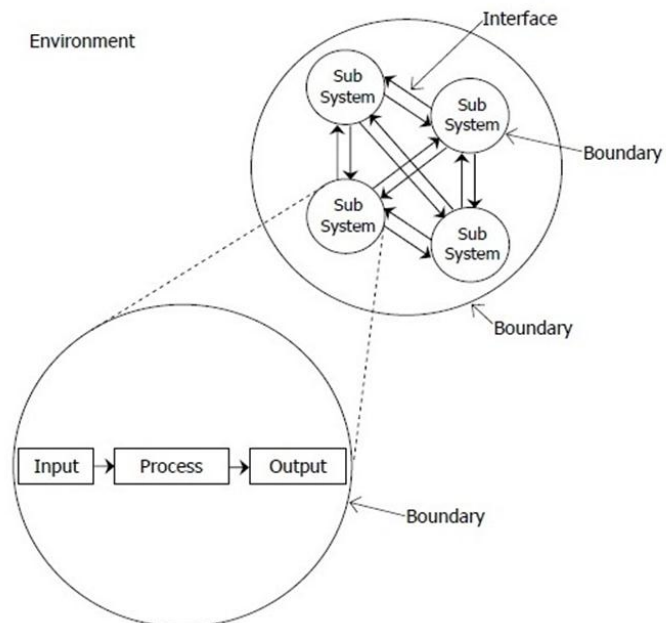 Environment
Interface
Sub
System
Sub
System
Boundary
Sub
System
Sub
System
Boundary
Input
Process
Output
Boundary